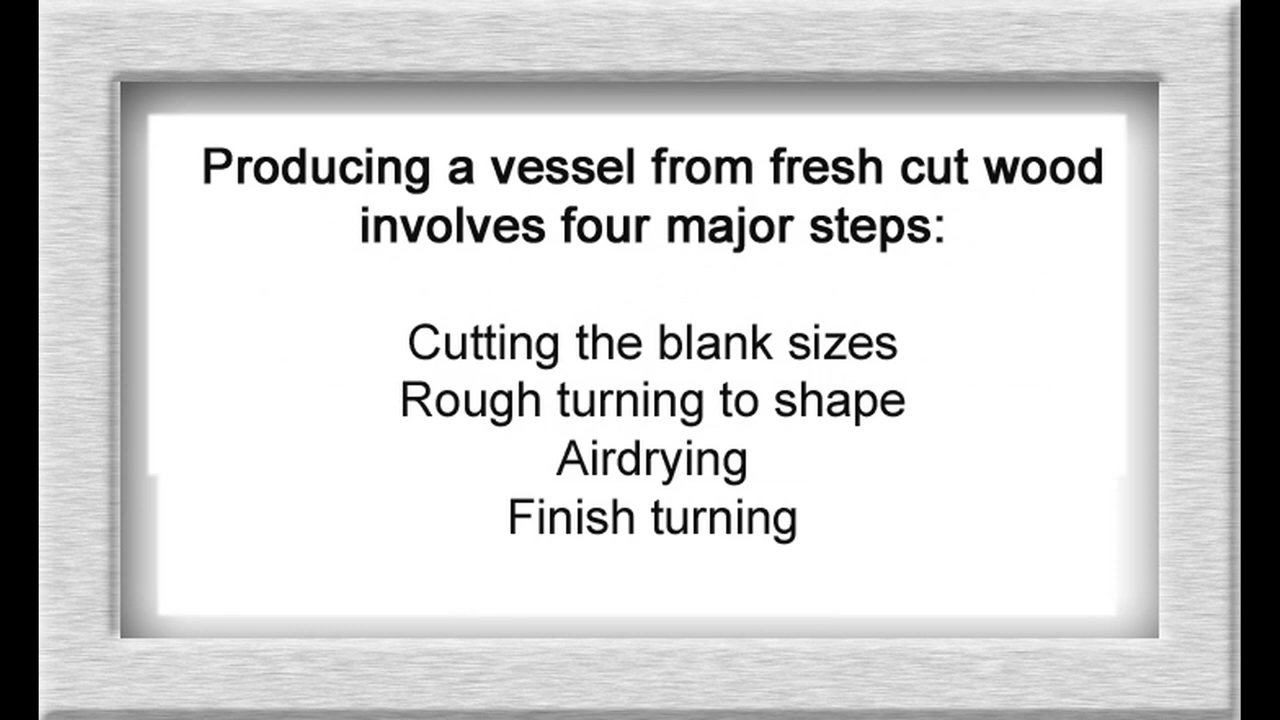 Producing a vessel from fresh cut wood
involves four major steps:
Cutting the blank sizes
Rough turning to shape
Airdrying
Finish turning